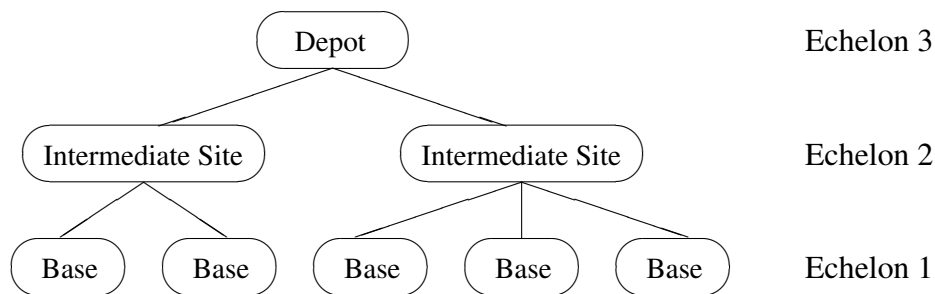 Depot Echelon 3
Intermediate Site Intermediate Site Echelon 2
Base Base Base Base Base Echelon 1